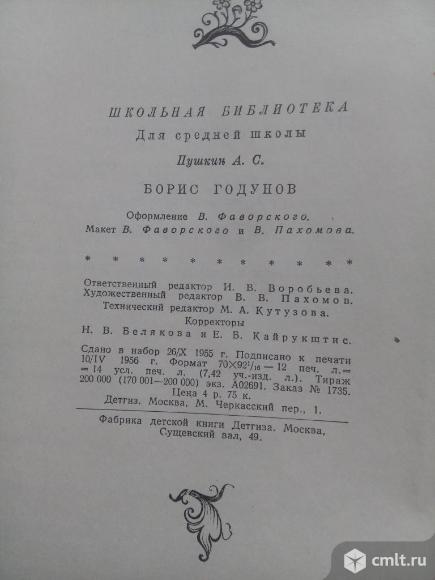 ШКОЛЬНАЯ БИБЛИОТЕКА
Для средней школы
Пушкин А. С.
БОРИС ГОДУНОВ
Оформление В. Фаворского.
Макет В. Фаворского и В. Пахомова.
* * * * * * * * * * *
Ответственный редактор И. В. Воробьева.
Художественный редактор В. В. Пахомов.
Технический редактор М. А. Кутузова.
Корректоры
Н. В. Белякова и Е. Б. Кайрукштис.
Сдано в набор 26/X 1955 г. Подписано к печати
10/IV 1956 г. Формат 70×92¹/₁₆ — 12 печ. л.=
= 14 усл. печ. л. (7,42 уч.-изд. л.). Тираж
200 000 (170 001—200 000) экз. А02691. Заказ № 1735.
Цена 4 р. 75 к.
Детгиз. Москва, М. Черкасский пер., 1.
Фабрика детской книги Детгиза. Москва,
Сущевский вал, 49.
cmlt.ru